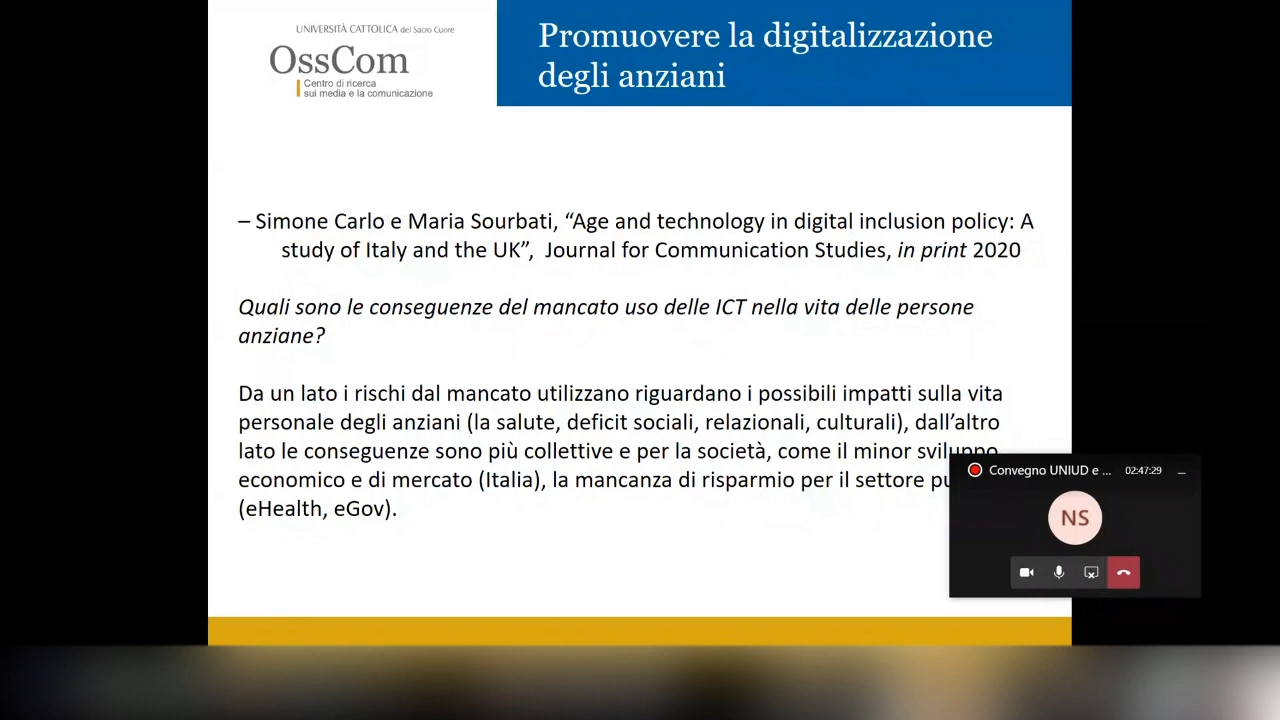 UNIVERSITÀ CATTOLICA del Sacro Cuore
OssCom
Centro di ricerca
sui media e la comunicazione
Promuovere la digitalizzazione
degli anziani
– Simone Carlo e Maria Sourbati, “Age and technology in digital inclusion policy: A
study of Italy and the UK”, Journal for Communication Studies, in print 2020
Quali sono le conseguenze del mancato uso delle ICT nella vita delle persone
anziane?
Da un lato i rischi dal mancato utilizzano riguardano i possibili impatti sulla vita
personale degli anziani (la salute, deficit sociali, relazionali, culturali), dall’altro
lato le conseguenze sono più collettive e per la società, come il minor sviluppo
economico e di mercato (Italia), la mancanza di risparmio per il settore
(eHealth, eGov).
Convegno UNIUD e ... 02:47:29
NS